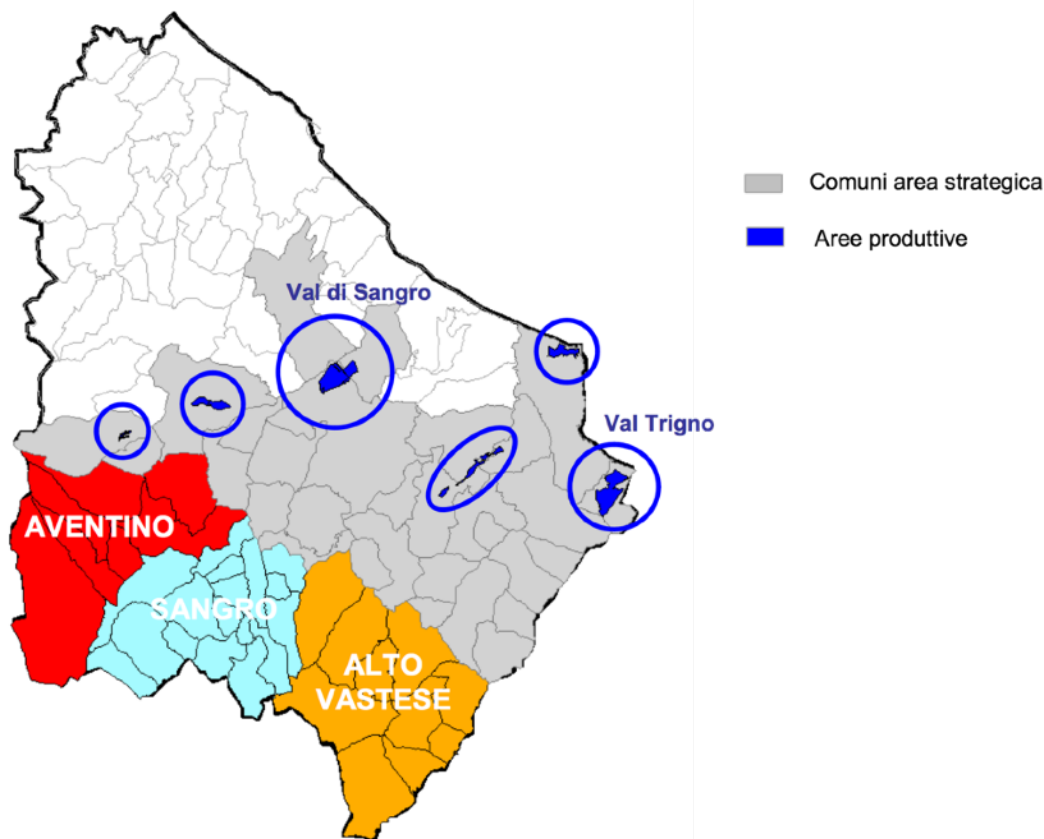 Comuni area strategica
Aree produttive
Val di Sangro
Val Trigno
AVENTINO
SANGRO
ALTO
VASTESE